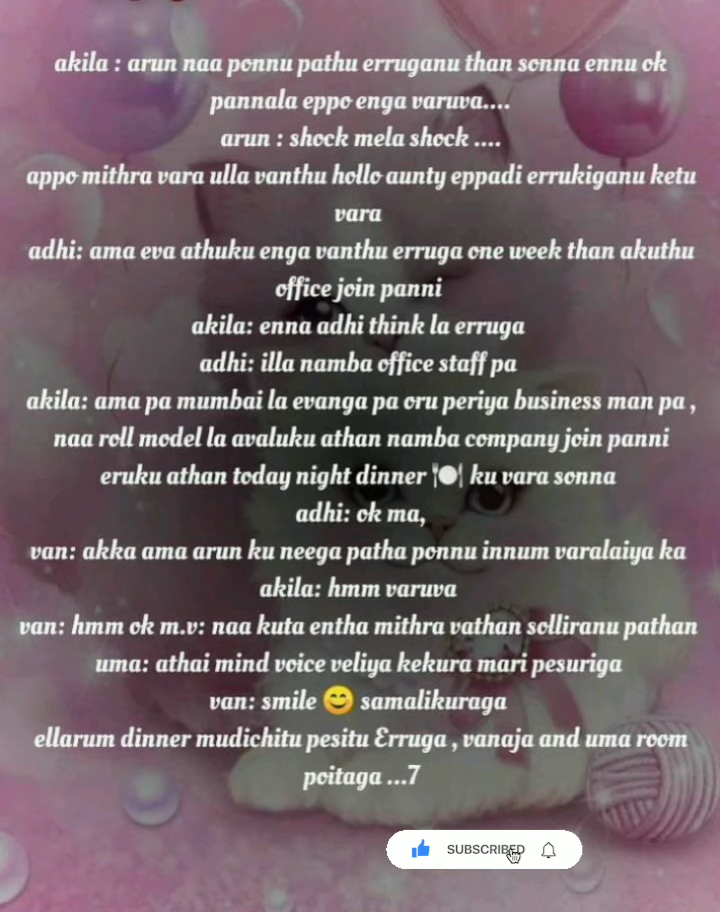 akila : arun naa ponnu pathu erruganu than sonna ennu ok
pannala eppo enga varuva....
arun : shock mela shock ....
appo mithra vara ulla vanthu hollo aunty eppadi errukiganu ketu
vara
adhi: ama eva athuku enga vanthu erruga one week than akuthu
office join panni
akila: enna adhi think la erruga
adhi: illa namba office staff pa
akila: ama pa mumbai la evanga pa oru periya business man pa ,
naa roll model la avaluku athan namba company join panni
eruku athan today night dinner 🍽 ku vara sonna
adhi: ok ma,
van: akka ama arun ku neega patha ponnu innum varalaiya ka
akila: hmm varuva
van: hmm ok m.v: naa kuta entha mithra vathan solliranu pathan
uma: athai mind voice veliya kekura mari pesuriga
van: smile 😊 samalikuraga
ellarum dinner mudichitu pesitu Erruga , vanaja and uma room
poitaga ...7
SUBSCRIBED